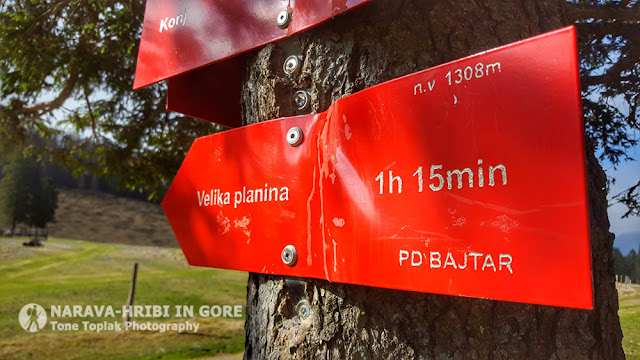 Konj
n.v 1308m
Velika planina
1h 15min
PD BAJTAR
NARAVA-HRIBI IN GORE
Tone Toplak Photography